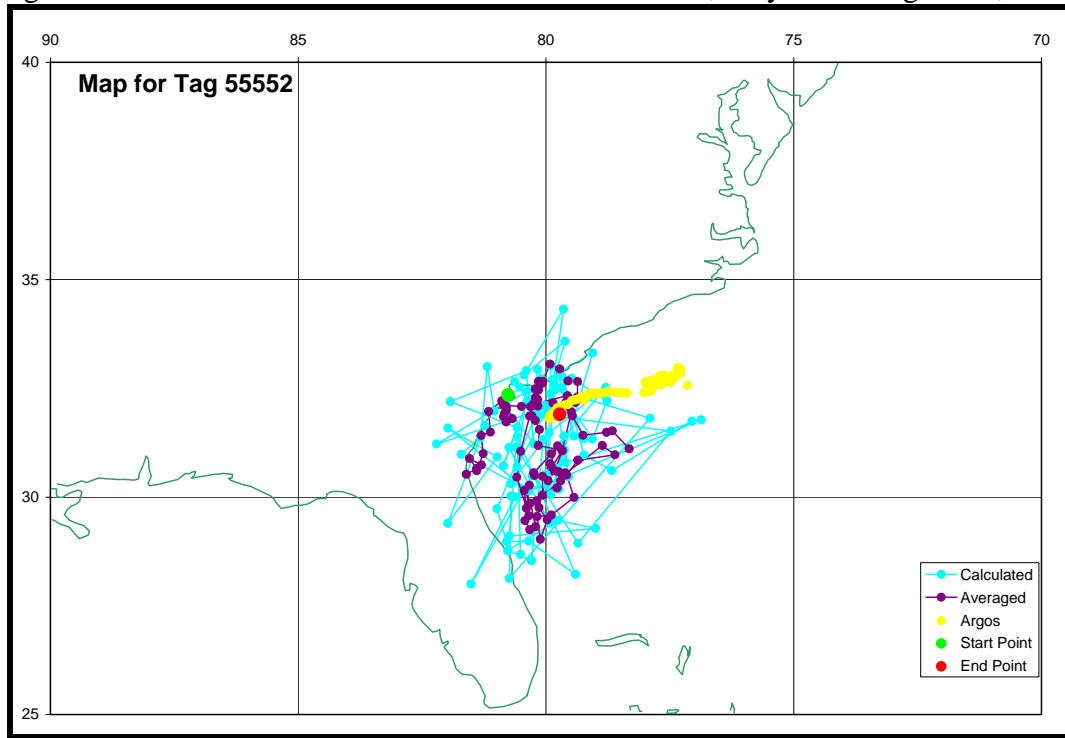 90 85 80 75 70
40
Map for Tag 55552
35
30
Calculated
Averaged
Argos
Start Point
End Point
25